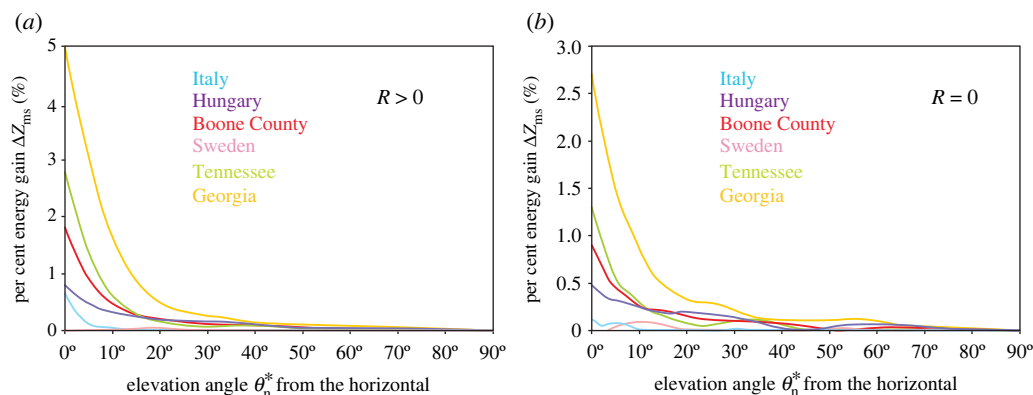 (a)
5
4
3
2
1
0
per cent energy gain ΔZms (%)
Italy
Hungary
Boone County
Sweden
Tennessee
Georgia
R > 0
0º 10º 20º 30º 40º 50º 60º 70º 80º 90º
elevation angle θn* from the horizontal
(b)
3.0
2.5
2.0
1.5
1.0
0.5
0
per cent energy gain ΔZms (%)
Italy
Hungary
Boone County
Sweden
Tennessee
Georgia
R = 0
0º 10º 20º 30º 40º 50º 60º 70º 80º 90º
elevation angle θn* from the horizontal